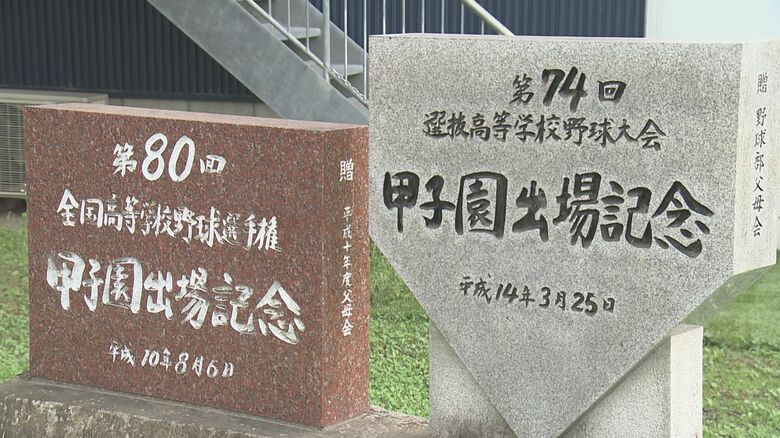 第80回
全国高等学校野球選手権
甲子園出場記念
平成10年8月6日
贈 平成十年度父母会
第74回
選抜高等学校野球大会
甲子園出場記念
平成14年3月25日
贈 野球部父母会